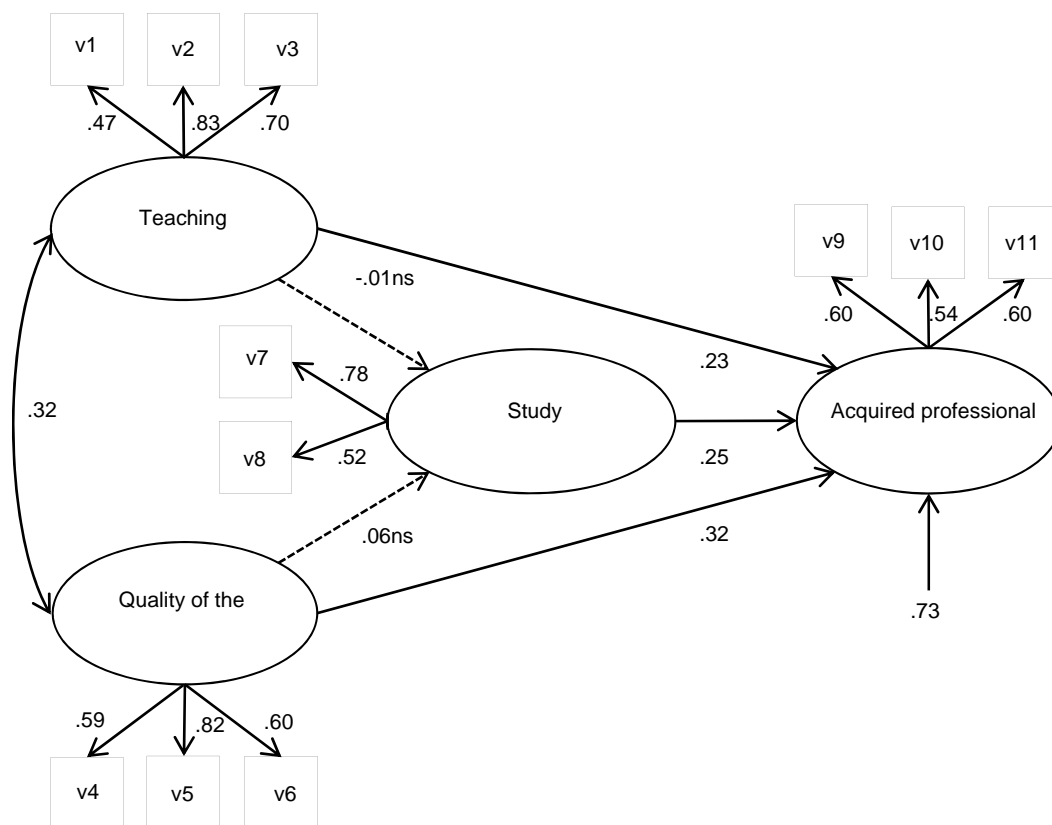 v1
v2
v3
.47
.83
.70
Teaching
v9
v10
v11
-.01ns
.60
.54
.60
v7
.78
.23
.32
Study
Acquired professional
v8
.52
.25
.06ns
.32
Quality of the
.73
.59
.82
.60
v4
v5
v6